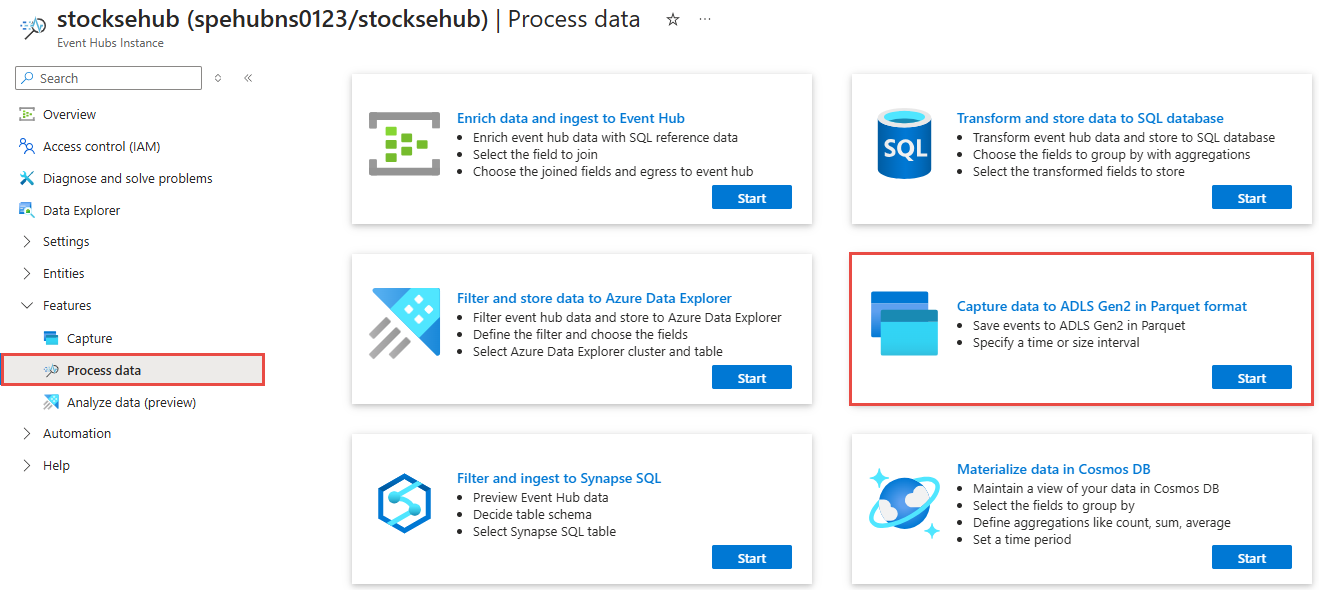 stocksehub (spehubns0123/stocksehub) | Process data
Event Hubs Instance
Search
Overview
Access control (IAM)
Diagnose and solve problems
Data Explorer
Settings
Entities
Features
Capture
Process data
Analyze data (preview)
Automation
Help
Enrich data and ingest to Event Hub
Enrich event hub data with SQL reference data
Select the field to join
Choose the joined fields and egress to event hub
Start
SQL
Transform and store data to SQL database
Transform event hub data and store to SQL database
Choose the fields to group by with aggregations
Select the transformed fields to store
Start
Filter and store data to Azure Data Explorer
Filter event hub data and store to Azure Data Explorer
Define the filter and choose the fields
Select Azure Data Explorer cluster and table
Start
Capture data to ADLS Gen2 in Parquet format
Save events to ADLS Gen2 in Parquet
Specify a time or size interval
Start
Filter and ingest to Synapse SQL
Preview Event Hub data
Decide table schema
Select Synapse SQL table
Start
Materialize data in Cosmos DB
Maintain a view of your data in Cosmos DB
Select the fields to group by
Define aggregations like count, sum, average
Set a time period
Start